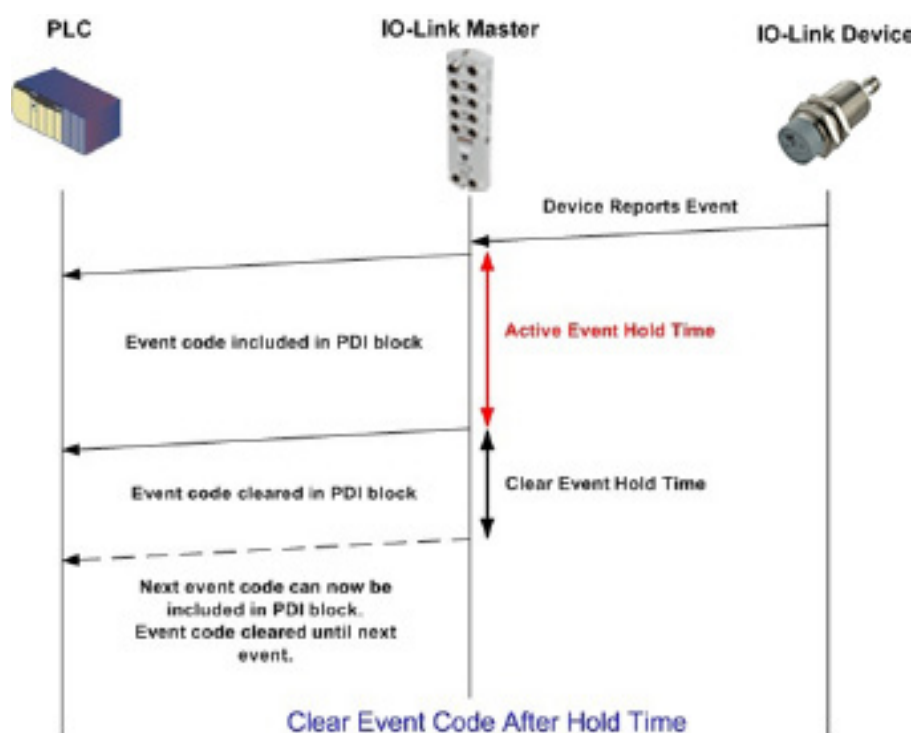 PLC
IO-Link Master
IO-Link Device
Device Reports Event
Active Event Hold Time
Event code included in PDI block
Clear Event Hold Time
Event code cleared in PDI block
Next event code can now be
included in PDI block.
Event code cleared until next
event.
Clear Event Code After Hold Time